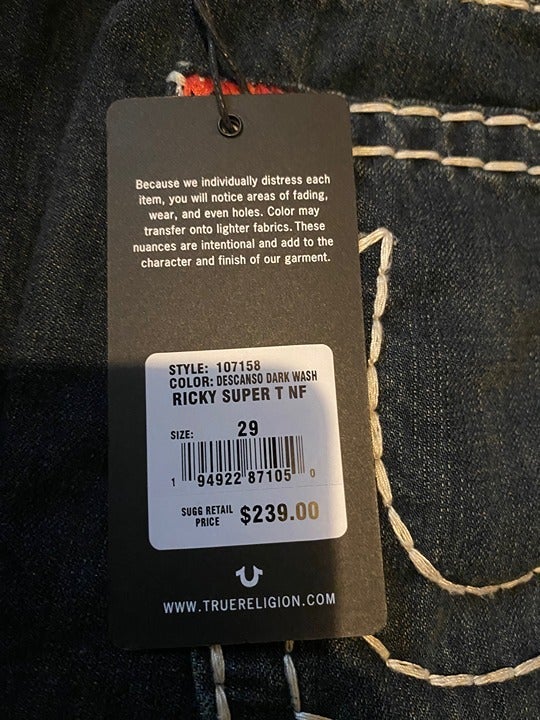 Because we individually distress each
item, you will notice areas of fading,
wear, and even holes. Color may
transfer onto lighter fabrics. These
nuances are intentional and add to the
character and finish of our garment.
STYLE: 107158
COLOR: DESCANSO DARK WASH
RICKY SUPER T NF
SIZE: 29
1 94922 87105 0
SUGG RETAIL
PRICE $239.00
WWW.TRUERELIGION.COM